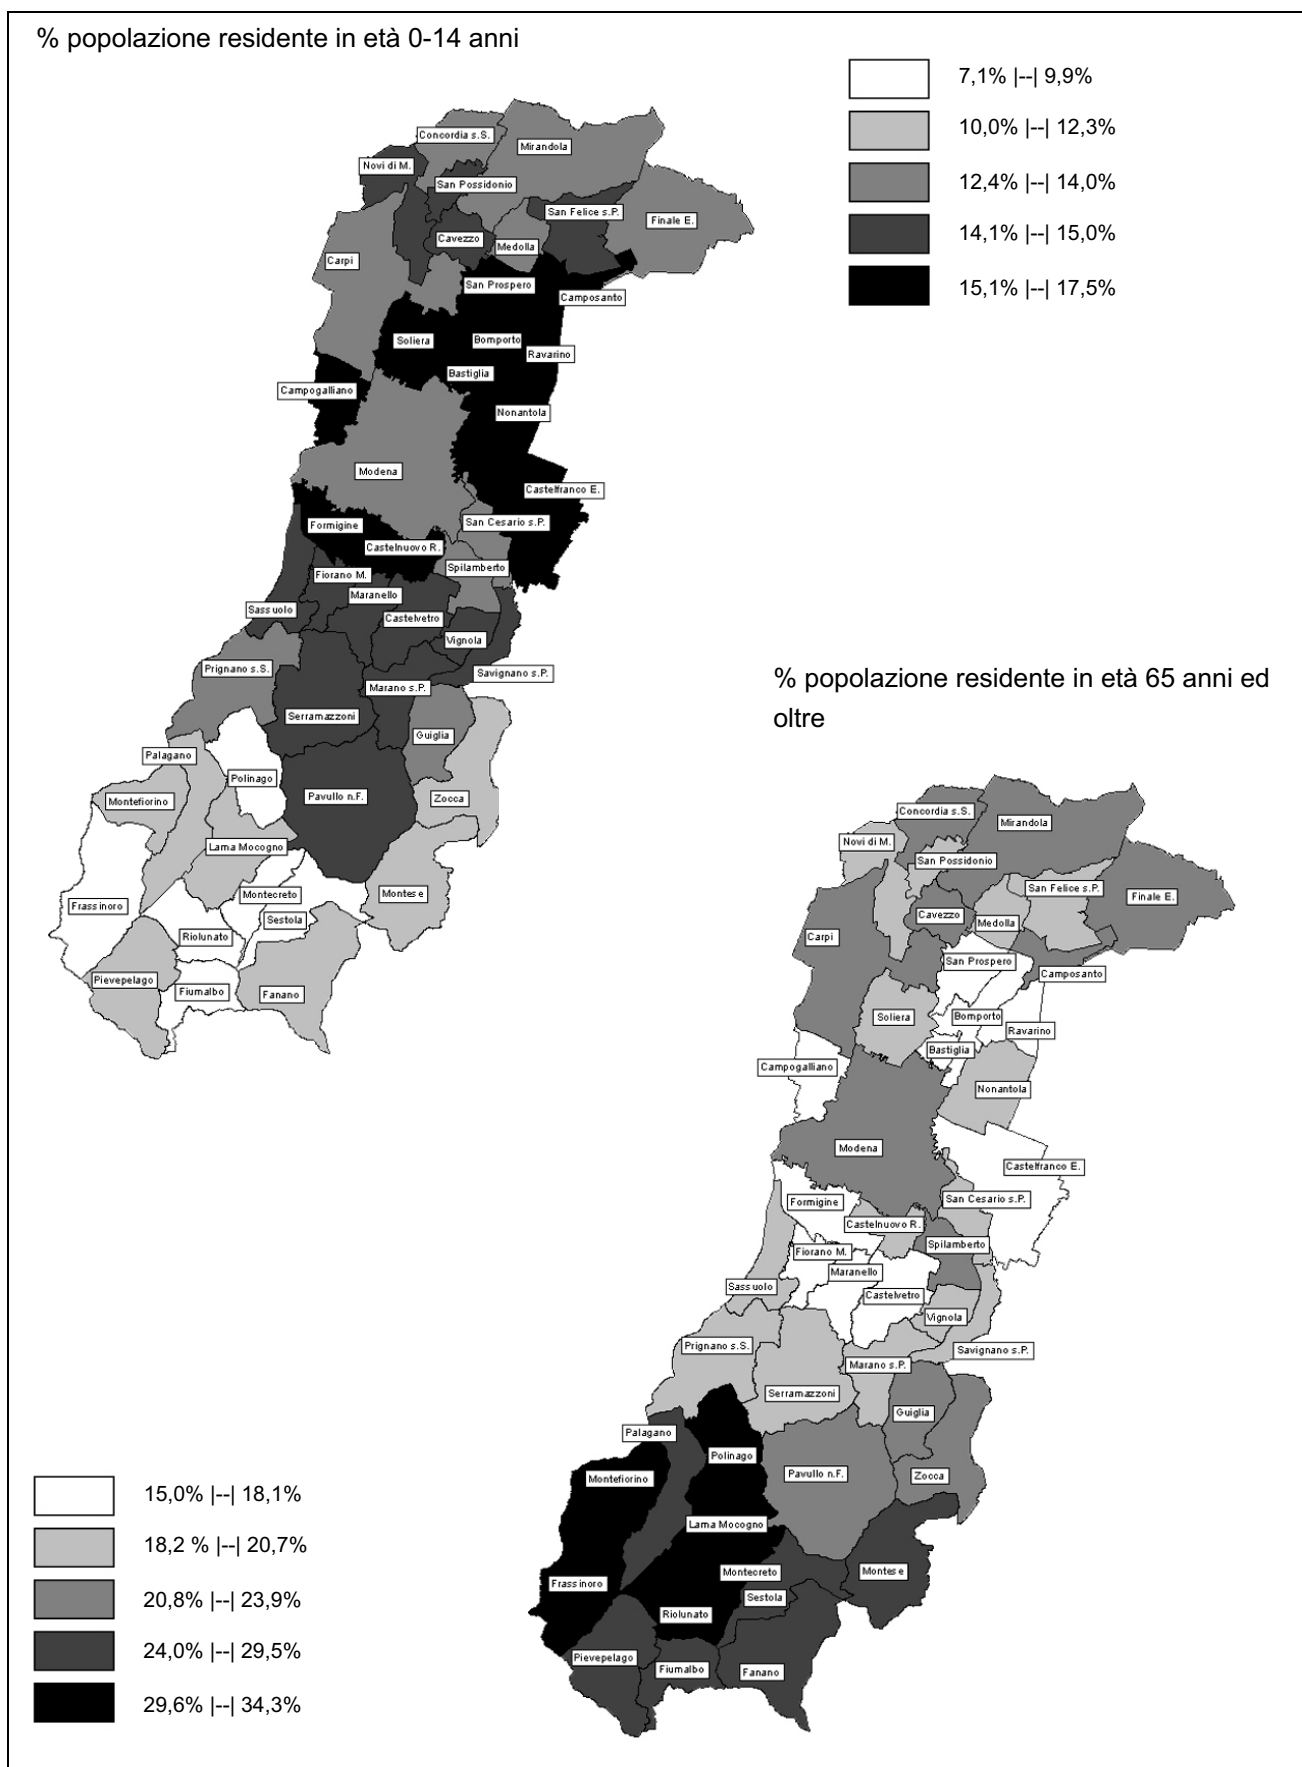 % popolazione residente in età 0-14 anni
7,1% |--| 9,9%
10,0% |--| 12,3%
12,4% |--| 14,0%
14,1% |--| 15,0%
15,1% |--| 17,5%
Concordia s.S.
Mirandola
Novi di M.
San Possidonio
San Felice s.P.
Finale E.
Cavezzo
Medolla
Carpi
San Prospero
Camposanto
Soliera
Bomporto
Ravarino
Bastiglia
Campogalliano
Nonantola
Modena
Castelfranco E.
Formigine
San Cesario s.P.
Castelnuovo R.
Spilamberto
Fiorano M.
Maranello
Sassuolo
Castelvetro
Vignola
Prignano s.S.
Savignano s.P.
Marano s.P.
Serramazzoni
Guiglia
Palagano
Polinago
Pavullo n.F.
Zocca
Montefiorino
Lama Mocogno
Montecreto
Montese
Frassinoro
Sestola
Riolunato
Pievepelago
Fiumalbo
Fanano
% popolazione residente in età 65 anni ed
oltre
Concordia s.S.
Mirandola
Novi di M.
San Possidonio
San Felice s.P.
Finale E.
Cavezzo
Medolla
Carpi
San Prospero
Camposanto
Soliera
Bomporto
Ravarino
Bastiglia
Campogalliano
Nonantola
Modena
Castelfranco E.
Formigine
San Cesario s.P.
Castelnuovo R.
Spilamberto
Fiorano M.
Maranello
Sassuolo
Castelvetro
Vignola
Prignano s.S.
Savignano s.P.
Marano s.P.
Serramazzoni
Guiglia
Palagano
Polinago
Pavullo n.F.
Zocca
Montefiorino
Lama Mocogno
Montecreto
Montese
Frassinoro
Sestola
Riolunato
Pievepelago
Fiumalbo
Fanano
15,0% |--| 18,1%
18,2 % |--| 20,7%
20,8% |--| 23,9%
24,0% |--| 29,5%
29,6% |--| 34,3%